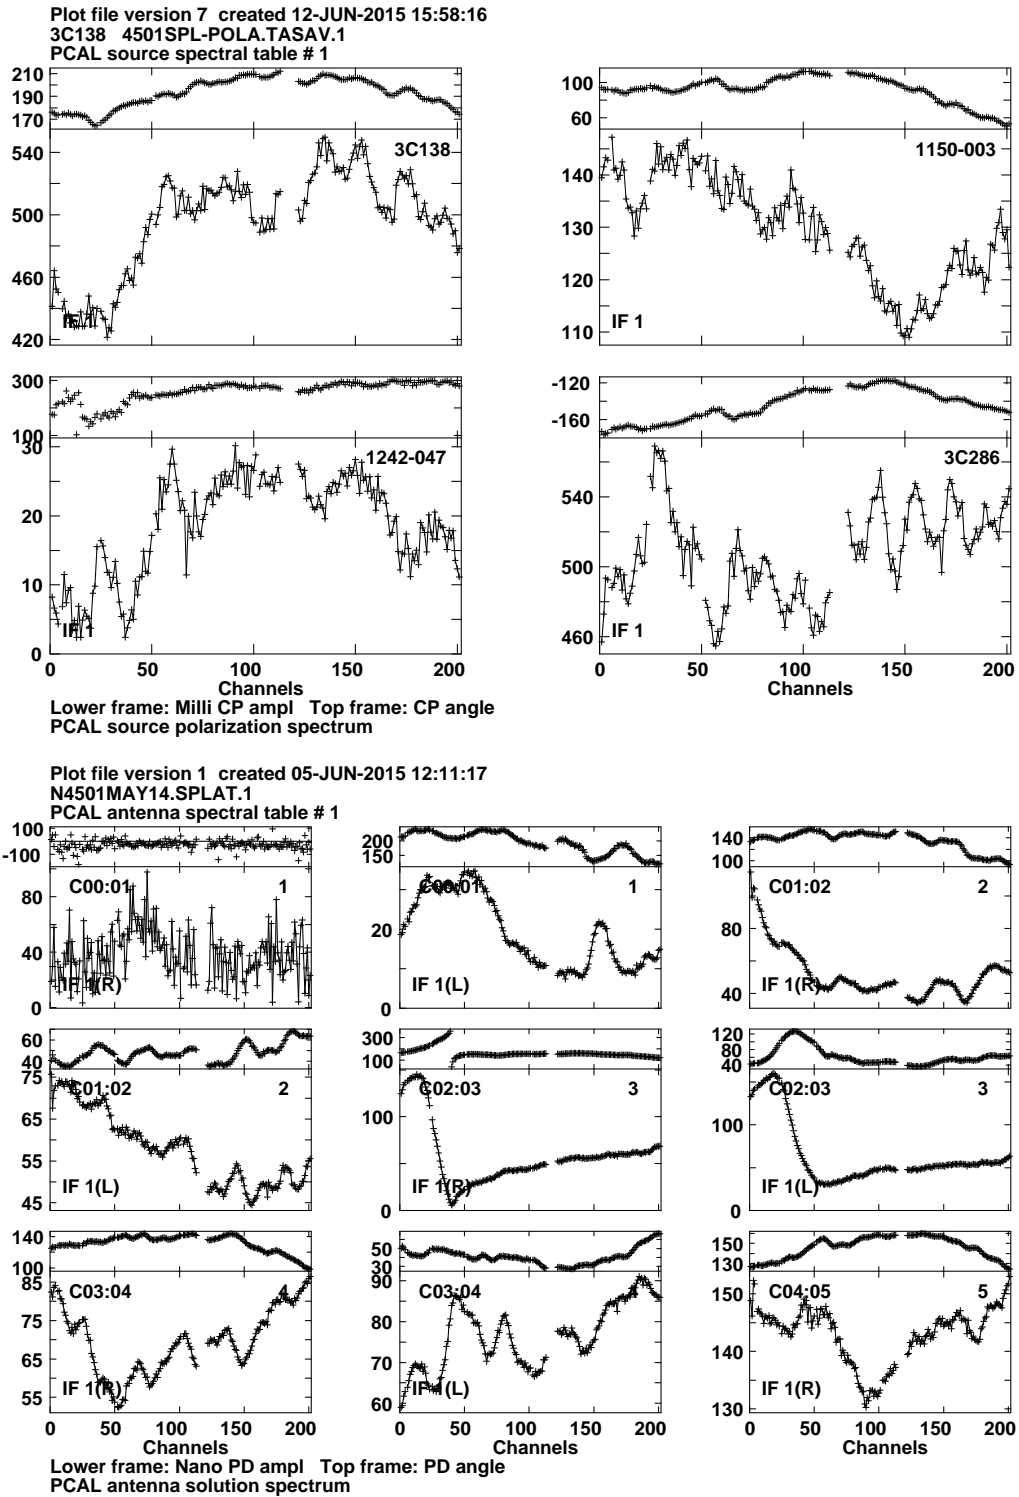 Plot file version 7  created 12-JUN-2015 15:58:16
3C138   4501SPL-POLA.TASAV.1
PCAL source spectral table # 1
210
190
170
540
500
460
420
3C138
IF 1
100
60
140
130
120
110
1150-003
IF 1
300
100
30
20
10
0
1242-047
IF 1
0 50 100 150 200
Channels
-120
-160
540
500
460
3C286
IF 1
0 50 100 150 200
Channels
Lower frame: Milli CP ampl   Top frame: CP angle
PCAL source polarization spectrum
Plot file version 1  created 05-JUN-2015 12:11:17
N4501MAY14.SPLAT.1
PCAL antenna spectral table # 1
100
-100
80
40
0
C00:01 1
IF 1(R)
200
150
20
0
C00:01 1
IF 1(L)
140
100
80
40
C01:02 2
IF 1(R)
60
40
75
65
55
45
C01:02 2
IF 1(L)
300
100
100
0
C02:03 3
IF 1(R)
120
80
40
100
0
C02:03 3
IF 1(L)
140
100
85
75
65
55
C03:04 4
IF 1(R)
0 50 100 150 200
Channels
50
30
90
80
70
60
C03:04 4
IF 1(L)
0 50 100 150 200
Channels
150
130
150
140
130
C04:05 5
IF 1(R)
0 50 100 150 200
Channels
Lower frame: Nano PD ampl   Top frame: PD angle
PCAL antenna solution spectrum